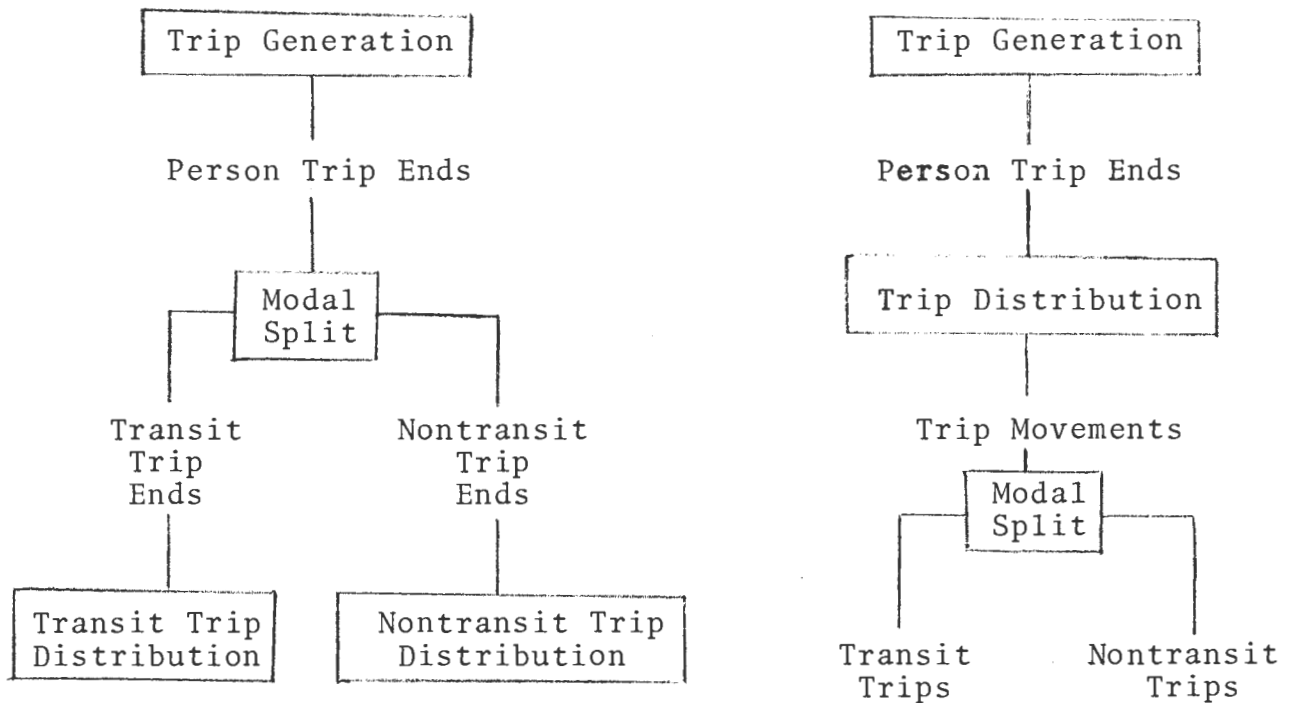 Trip Generation
Person Trip Ends
Modal
Split
Transit
Trip
Ends
Nontransit
Trip
Ends
Transit Trip
Distribution
Nontransit Trip
Distribution
Trip Generation
Person Trip Ends
Trip Distribution
Trip Movements
Modal
Split
Transit
Trips
Nontransit
Trips